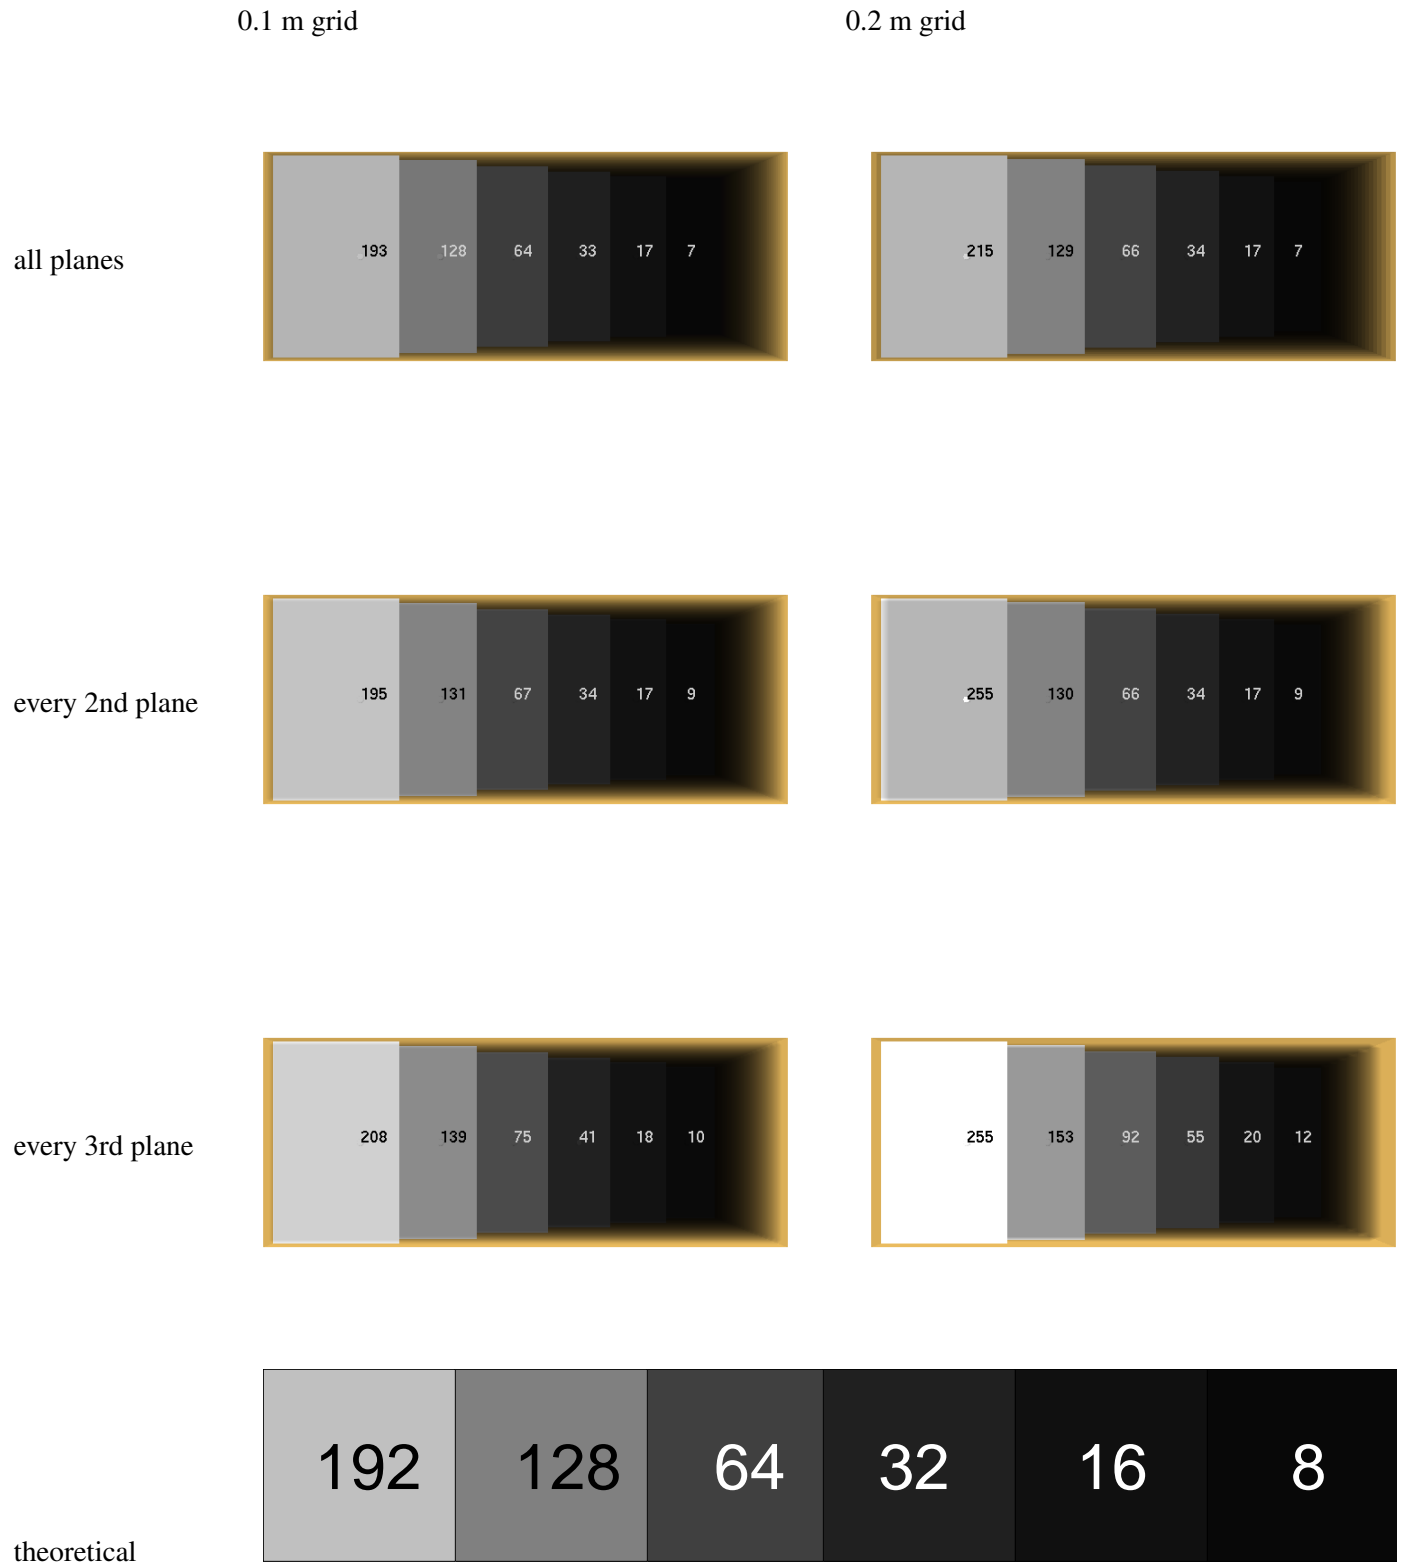 0.1 m grid 0.2 m grid
all planes 193 128 64 33 17 7 215 129 66 34 17 7
every 2nd plane 195 131 67 34 17 9 255 130 66 34 17 9
every 3rd plane 208 139 75 41 18 10 255 153 92 55 20 12
theoretical 192 128 64 32 16 8